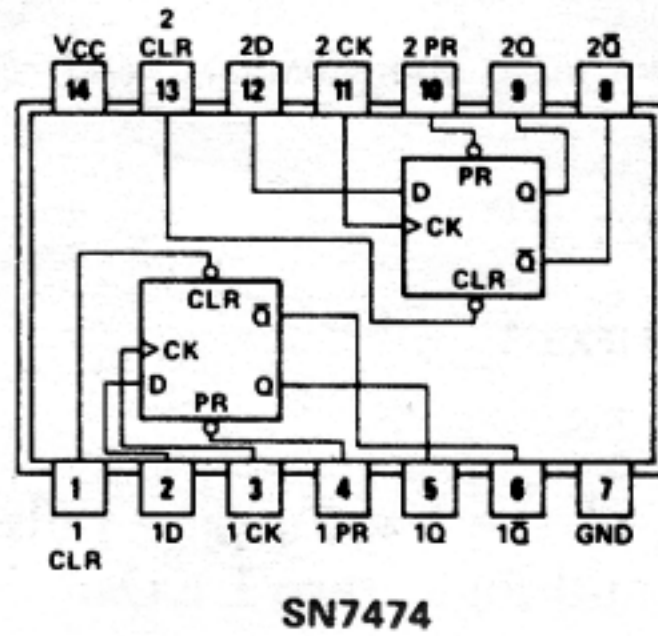 2
VCC CLR 2D 2 CK 2 PR 2Q 2Q̅
14 13 12 11 10 9 8
PR
D Q
CK
Q̅
CLR
CLR
Q̅
CK
D Q
PR
1 2 3 4 5 6 7
1 1D 1 CK 1 PR 1Q 1Q̅ GND
CLR
SN7474